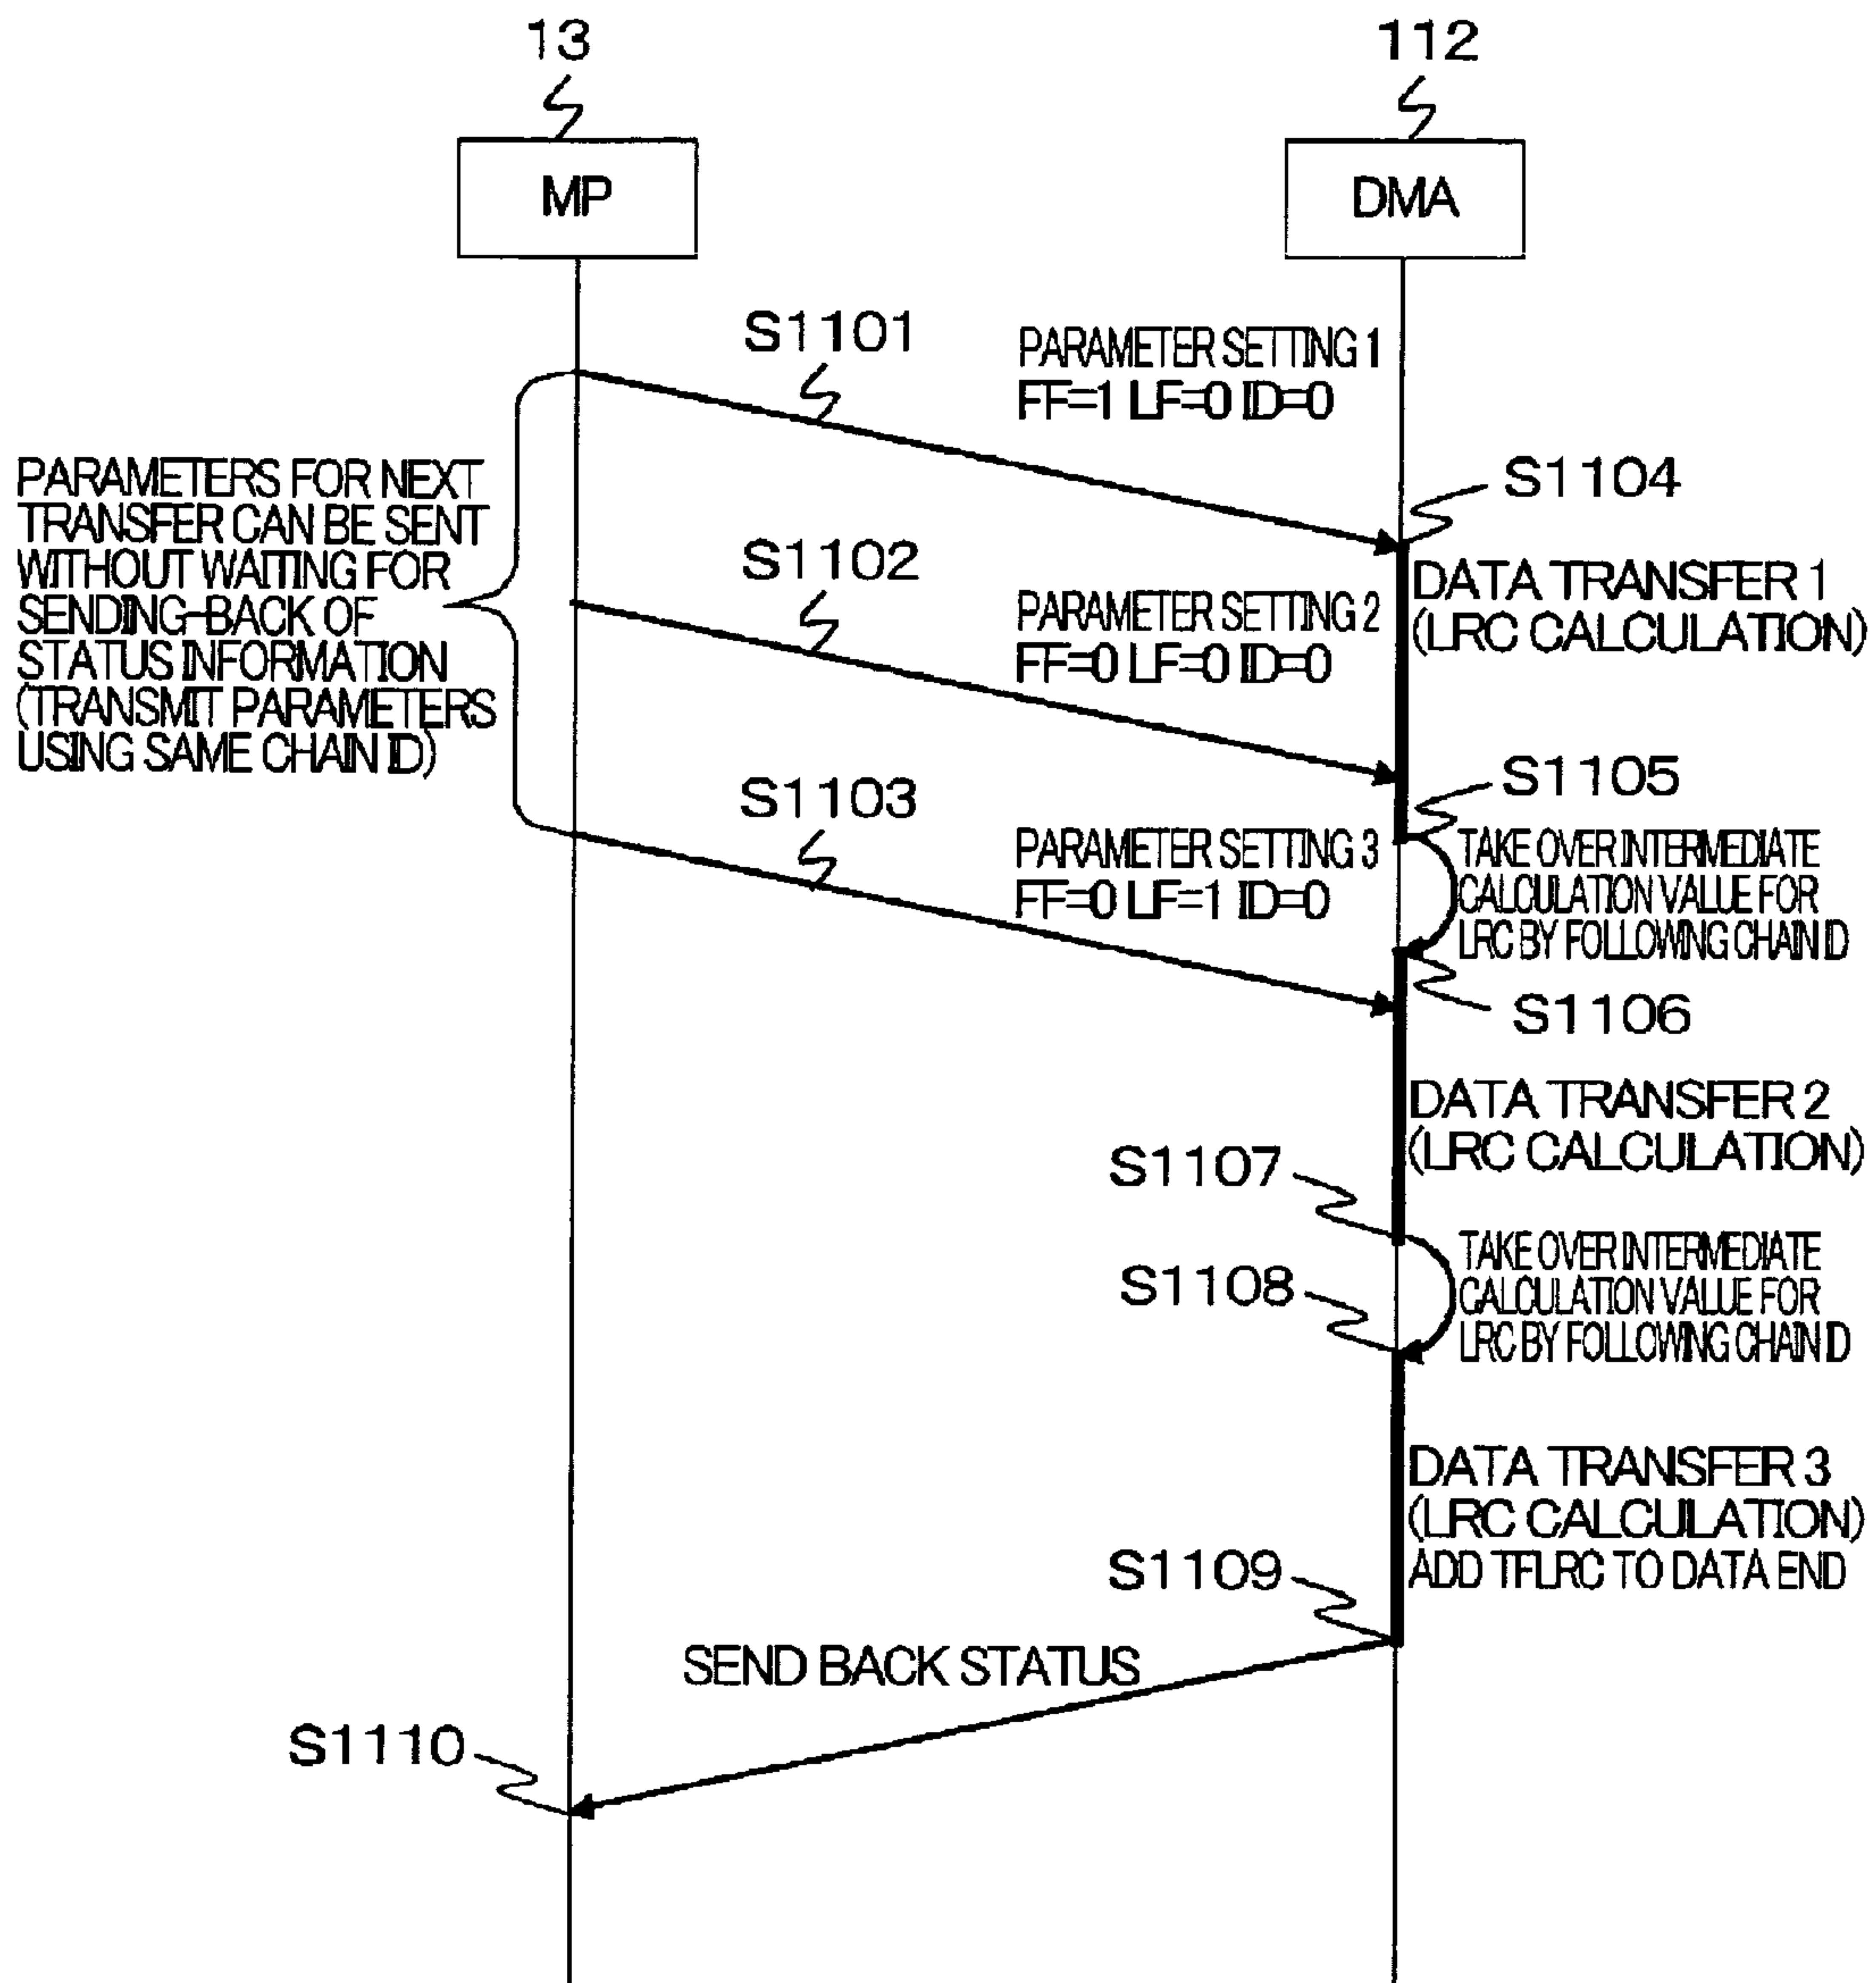 13
112
MP
DMA
S1101
PARAMETER SETTING 1
FF=1 LF=0 ID=0
S1104
PARAMETERS FOR NEXT
TRANSFER CAN BE SENT
WITHOUT WAITING FOR
SENDING-BACK OF
STATUS INFORMATION
(TRANSMIT PARAMETERS
USING SAME CHAIN ID)
S1102
PARAMETER SETTING 2
FF=0 LF=0 ID=0
DATA TRANSFER 1
(LRC CALCULATION)
S1105
S1103
PARAMETER SETTING 3
FF=0 LF=1 ID=0
TAKE OVER INTERMEDIATE
CALCULATION VALUE FOR
LRC BY FOLLOWING CHAIN ID
S1106
DATA TRANSFER 2
(LRC CALCULATION)
S1107
TAKE OVER INTERMEDIATE
CALCULATION VALUE FOR
LRC BY FOLLOWING CHAIN ID
S1108
DATA TRANSFER 3
(LRC CALCULATION)
ADD TFLRC TO DATA END
S1109
SEND BACK STATUS
S1110